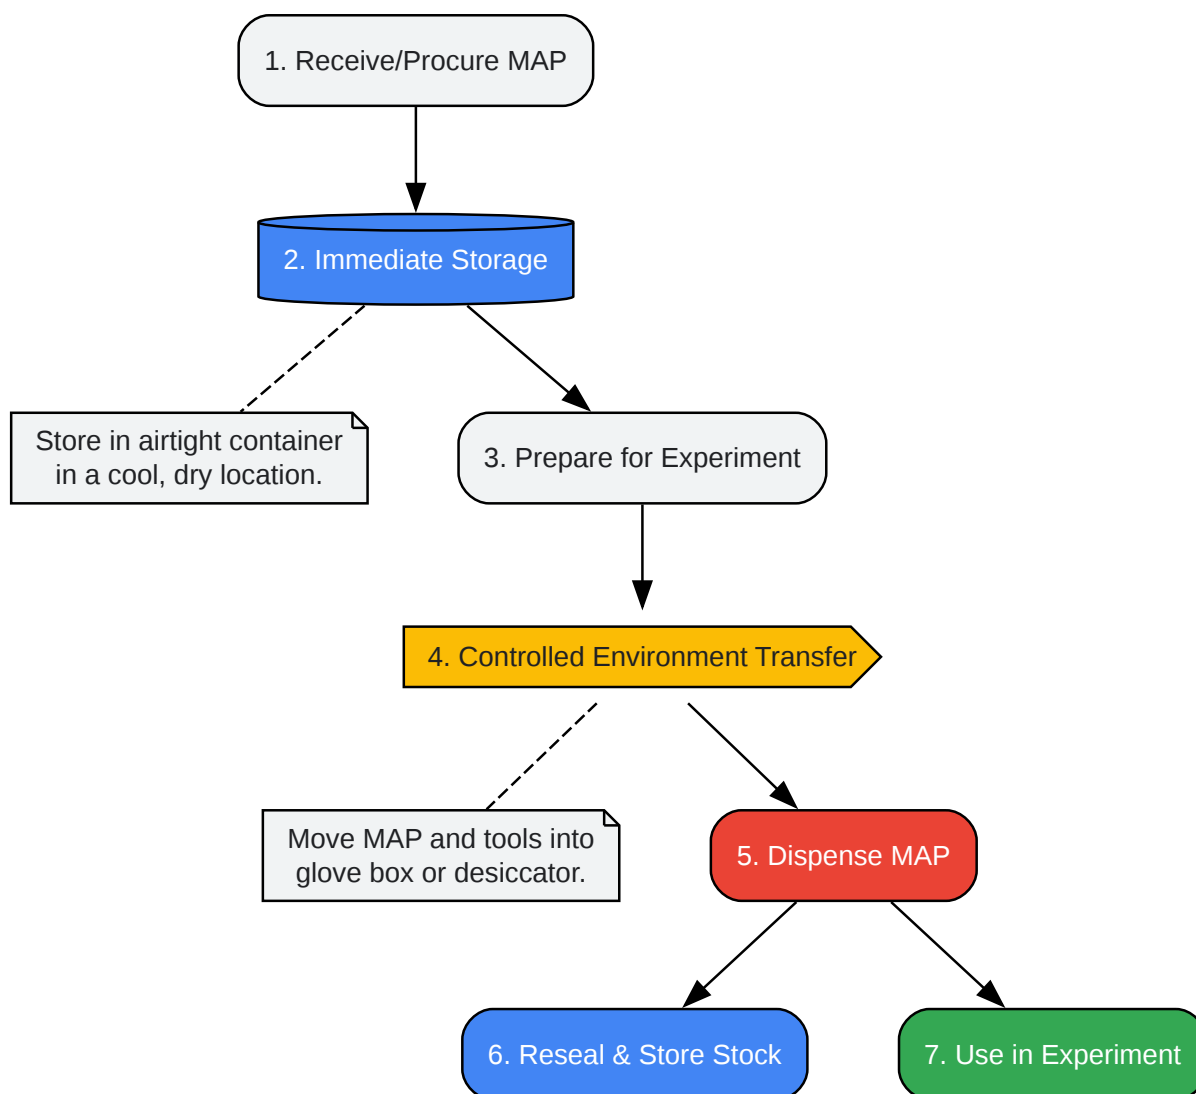 1. Receive/Procure MAP
2. Immediate Storage
Store in airtight container
in a cool, dry location.
3. Prepare for Experiment
4. Controlled Environment Transfer
Move MAP and tools into
glove box or desiccator.
5. Dispense MAP
6. Reseal & Store Stock
7. Use in Experiment